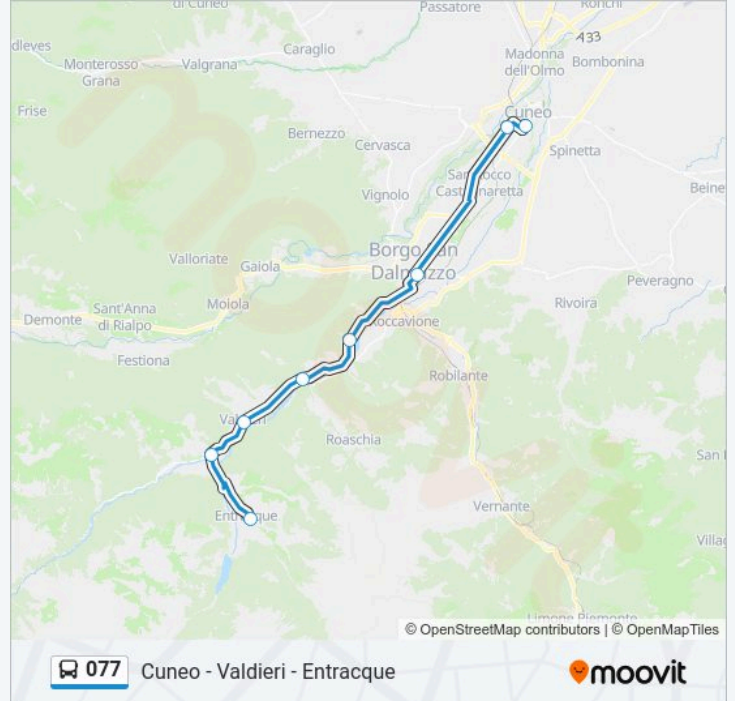 di Cuneo
Passatore
Ronchi
A33
dleves
Caraglio
Madonna
dell'Olmo
Monterosso
Grana
Valgrana
Bombonina
Frise
Cuneo
Bernezzo
Cervasca
Spinetta
San Rocco
Castagnaretta
Beine
Vignolo
Borgo San
Dalmazzo
Valloriate
Gaiola
Peveragno
Moiola
Rivoira
Sant'Anna
di Rialpo
Demonte
Roccavione
Festiona
Robilante
Valdieri
Roaschia
San
Vernante
Entracque
Villag
Limone Piemonte
© OpenStreetMap contributors | © OpenMapTiles
077 Cuneo - Valdieri - Entracque
moovit